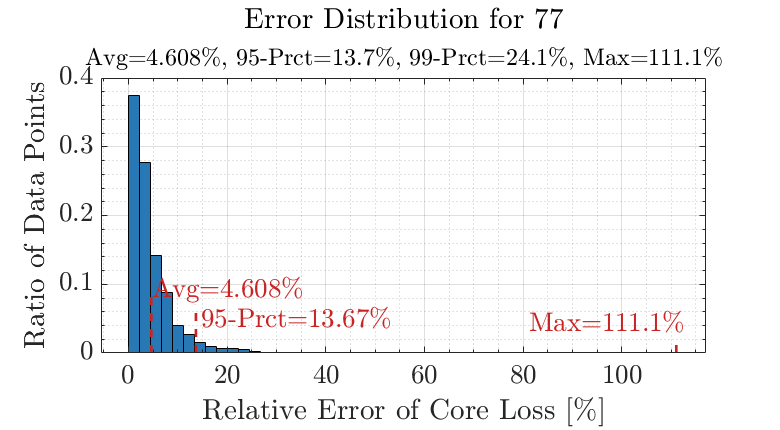 Error Distribution for 77
Avg=4.608%, 95-Prct=13.7%, 99-Prct=24.1%, Max=111.1%
Ratio of Data Points
0.4
0.3
0.2
0.1
0
Avg=4.608%
95-Prct=13.67%
Max=111.1%
0 20 40 60 80 100
Relative Error of Core Loss [%]